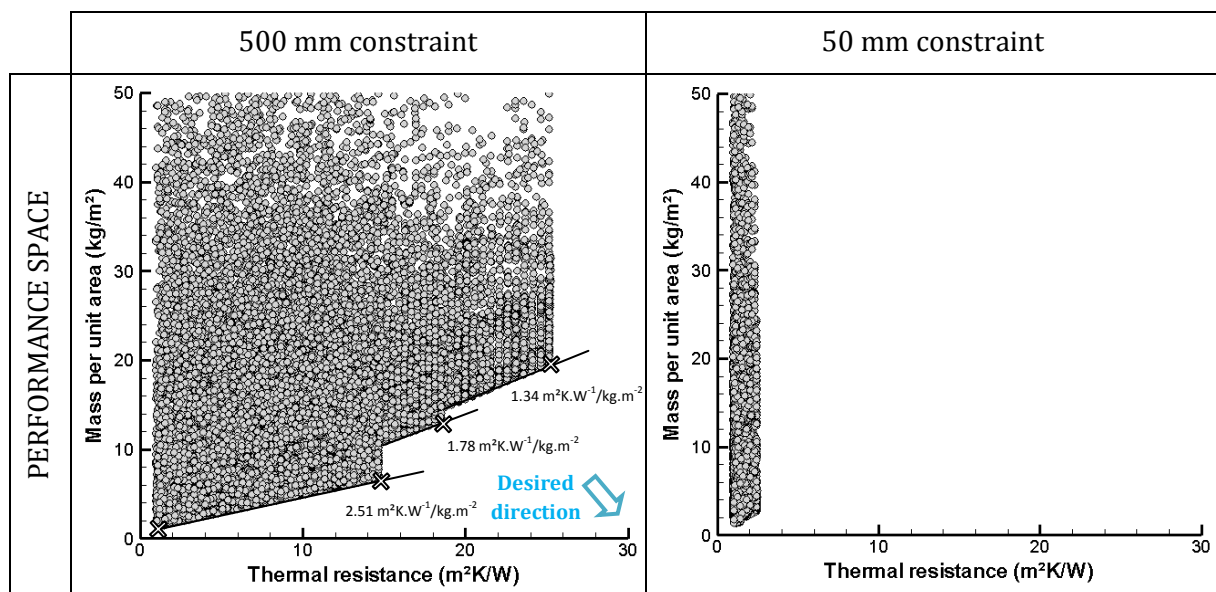 500 mm constraint
50 mm constraint
PERFORMANCE SPACE
Mass per unit area (kg/m²)
50
40
30
20
10
0
1.34 m²K.W⁻¹/kg.m⁻²
1.78 m²K.W⁻¹/kg.m⁻²
2.51 m²K.W⁻¹/kg.m⁻²
Desired
direction
0 10 20 30
Thermal resistance (m²K/W)
Mass per unit area (kg/m²)
50
40
30
20
10
0
0 10 20 30
Thermal resistance (m²K/W)